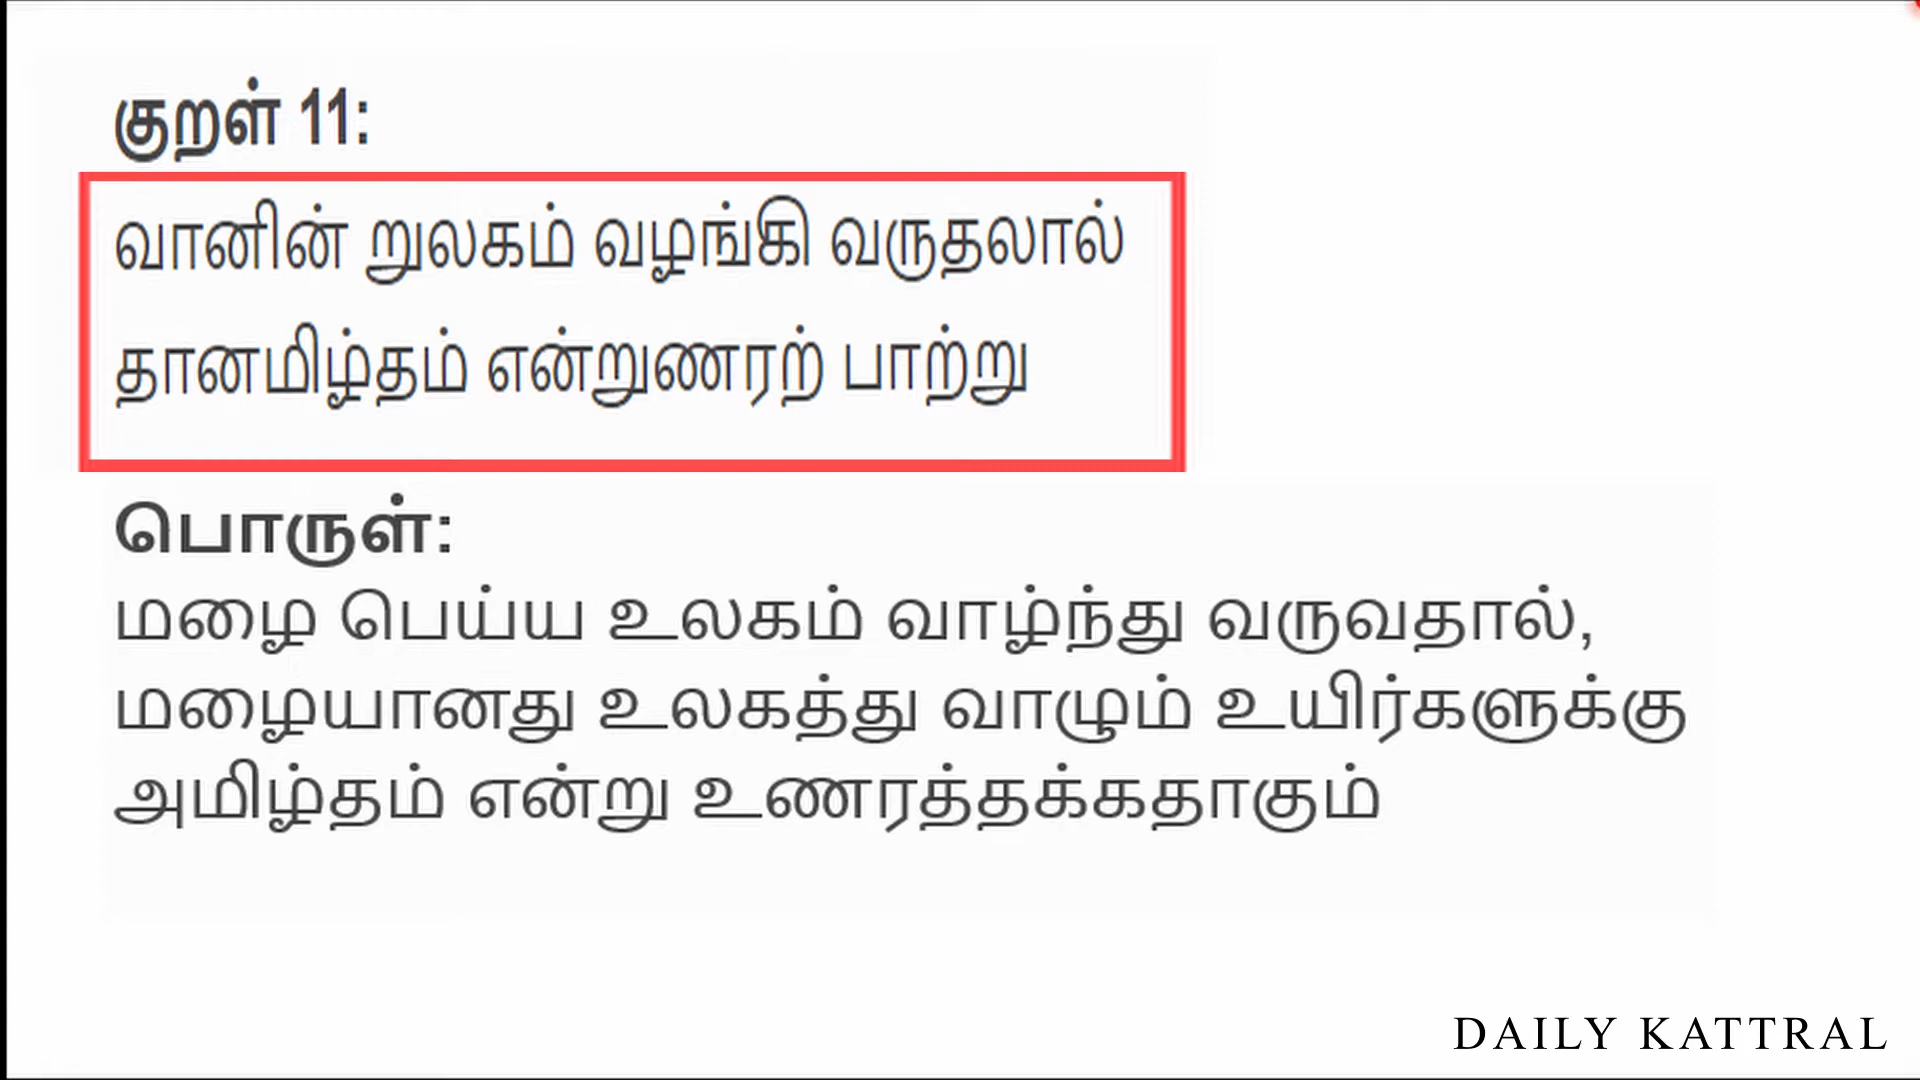 குறள் 11:
வானின் றுலகம் வழங்கி வருதலால்
தானமிழ்தம் என்றுணரற் பாற்று
பொருள்:
மழை பெய்ய உலகம் வாழ்ந்து வருவதால்,
மழையானது உலகத்து வாழும் உயிர்களுக்கு
அமிழ்தம் என்று உணரத்தக்கதாகும்
DAILY KATTRAL